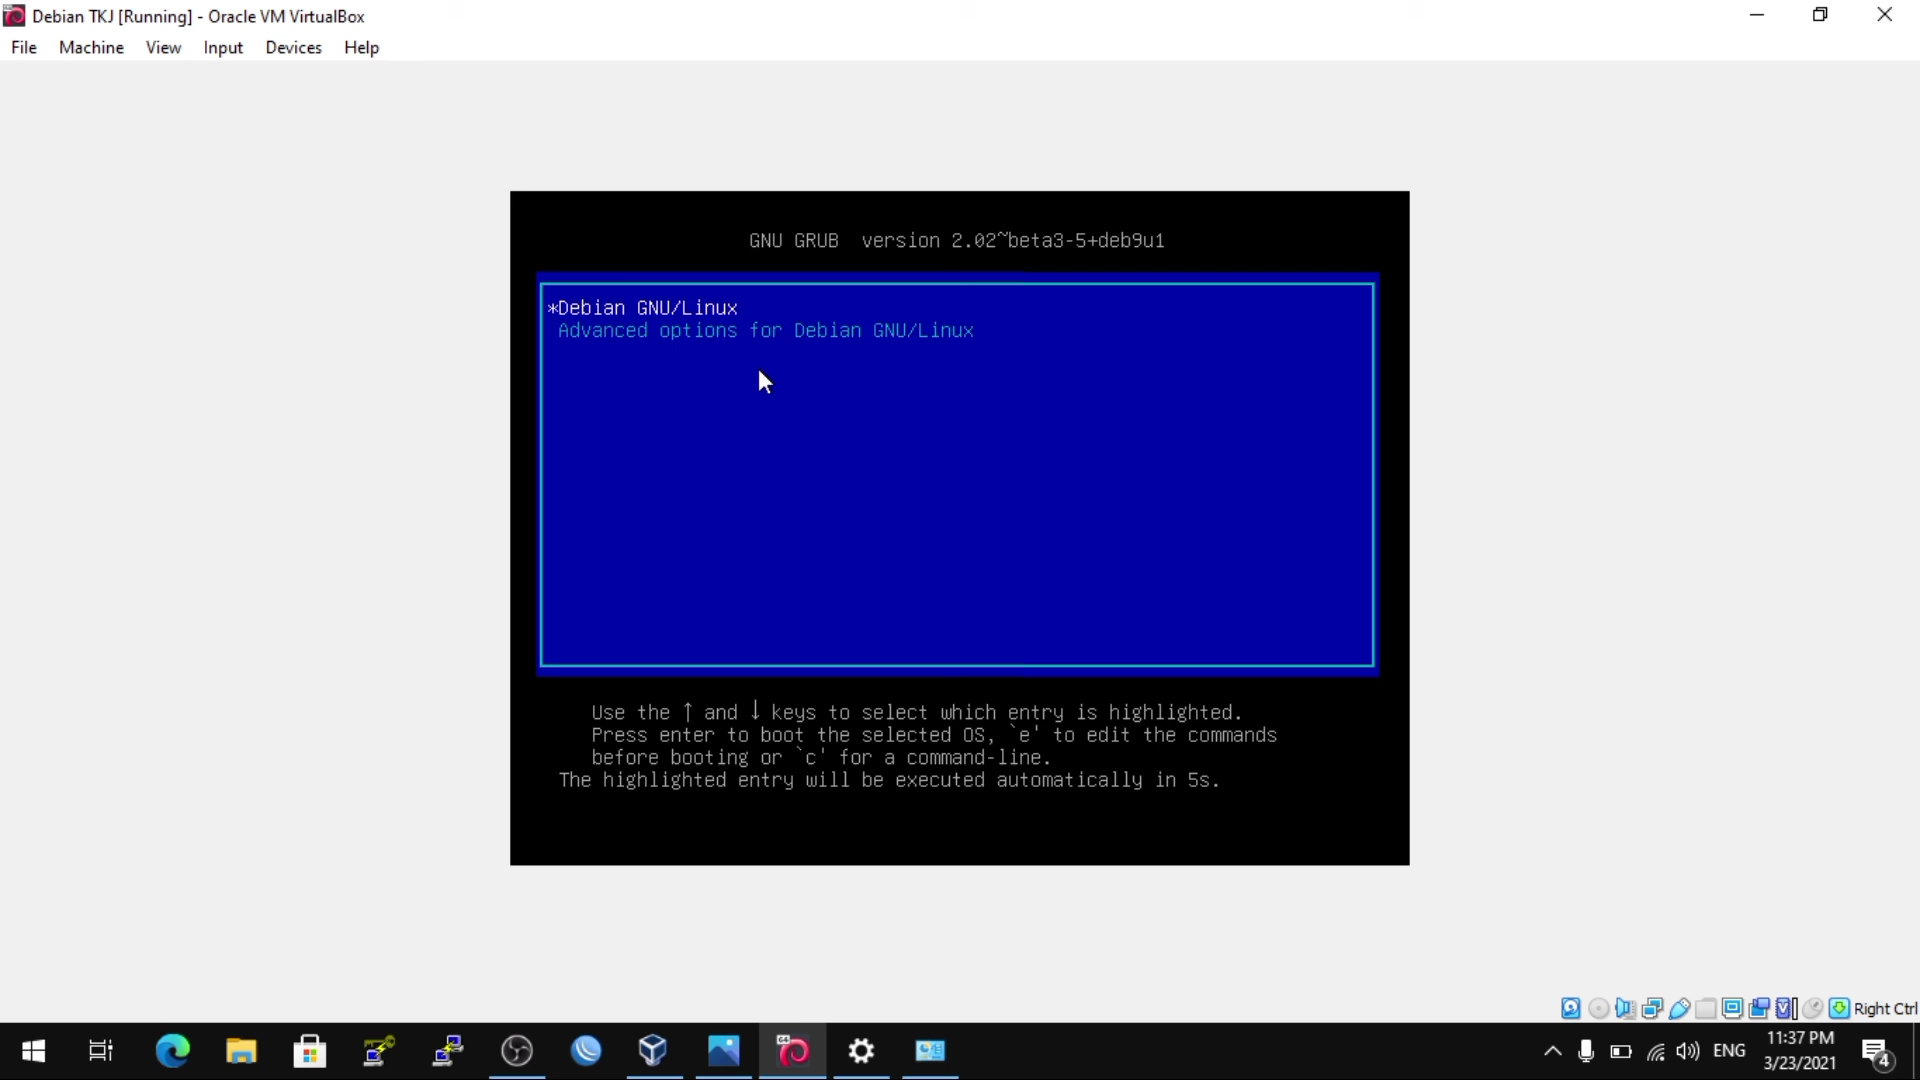 Debian TKJ [Running] - Oracle VM VirtualBox
File Machine View Input Devices Help
GNU GRUB version 2.02~beta3-5+deb9u1
*Debian GNU/Linux
Advanced options for Debian GNU/Linux
Use the ↑ and ↓ keys to select which entry is highlighted.
Press enter to boot the selected OS, `e' to edit the commands
before booting or `c' for a command-line.
The highlighted entry will be executed automatically in 5s.
Right Ctrl
64
ENG
11:37 PM
3/23/2021
4